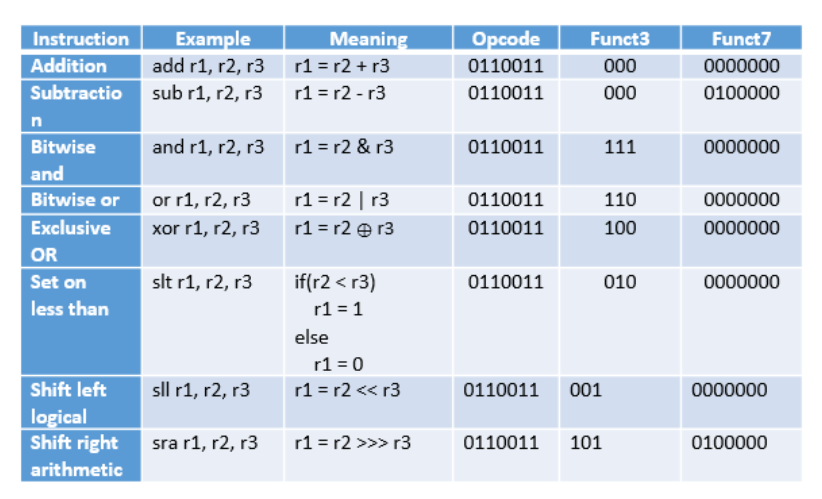 Instruction Example Meaning Opcode Funct3 Funct7
Addition add r1, r2, r3 r1 = r2 + r3 0110011 000 0000000
Subtractio sub r1, r2, r3 r1 = r2 - r3 0110011 000 0100000
n
Bitwise and r1, r2, r3 r1 = r2 & r3 0110011 111 0000000
and
Bitwise or or r1, r2, r3 r1 = r2 | r3 0110011 110 0000000
Exclusive xor r1, r2, r3 r1 = r2 ⊕ r3 0110011 100 0000000
OR
Set on slt r1, r2, r3 if(r2 < r3) 0110011 010 0000000
less than r1 = 1
else
r1 = 0
Shift left sll r1, r2, r3 r1 = r2 << r3 0110011 001 0000000
logical
Shift right sra r1, r2, r3 r1 = r2 >>> r3 0110011 101 0100000
arithmetic